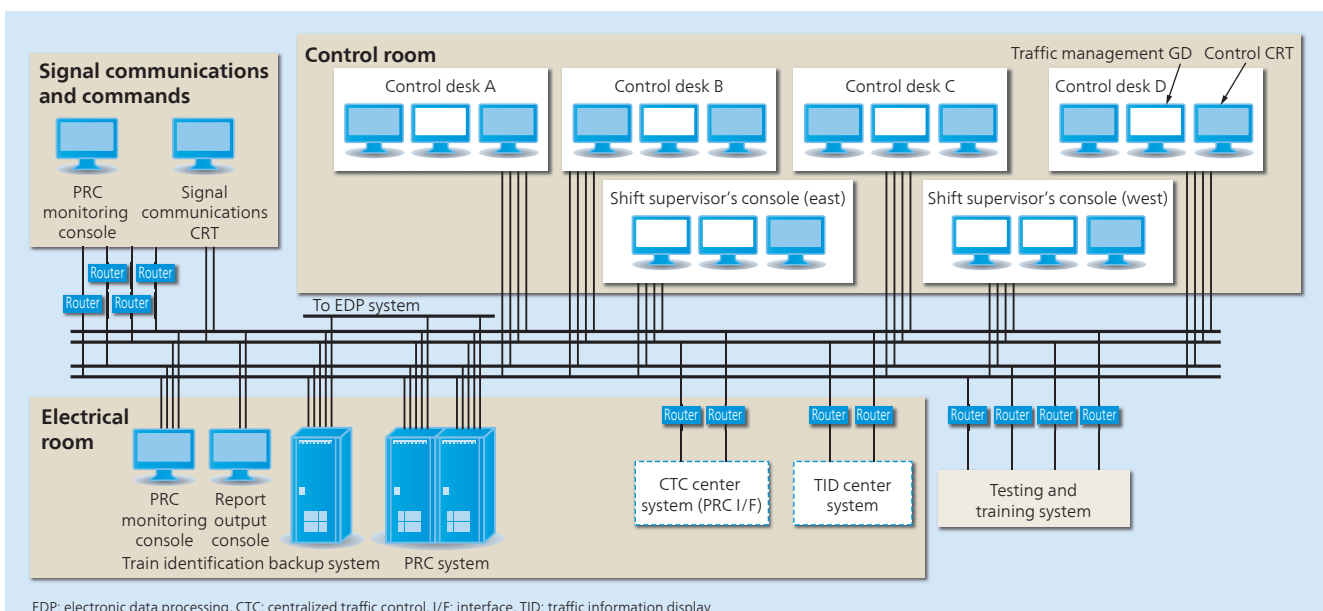 Signal communications
and commands
PRC
monitoring
console
Signal
communications
CRT
Router
Router
Router
Router
Control room
Traffic management GD
Control CRT
Control desk A
Control desk B
Control desk C
Control desk D
Shift supervisor's console (east)
Shift supervisor's console (west)
To EDP system
Electrical
room
PRC
monitoring
console
Report
output
console
Train identification backup system
PRC system
Router
Router
CTC center
system (PRC I/F)
Router
Router
TID center
system
Router
Router
Router
Router
Testing and
training system
EDP: electronic data processing, CTC: centralized traffic control, I/F: interface, TID: traffic information display